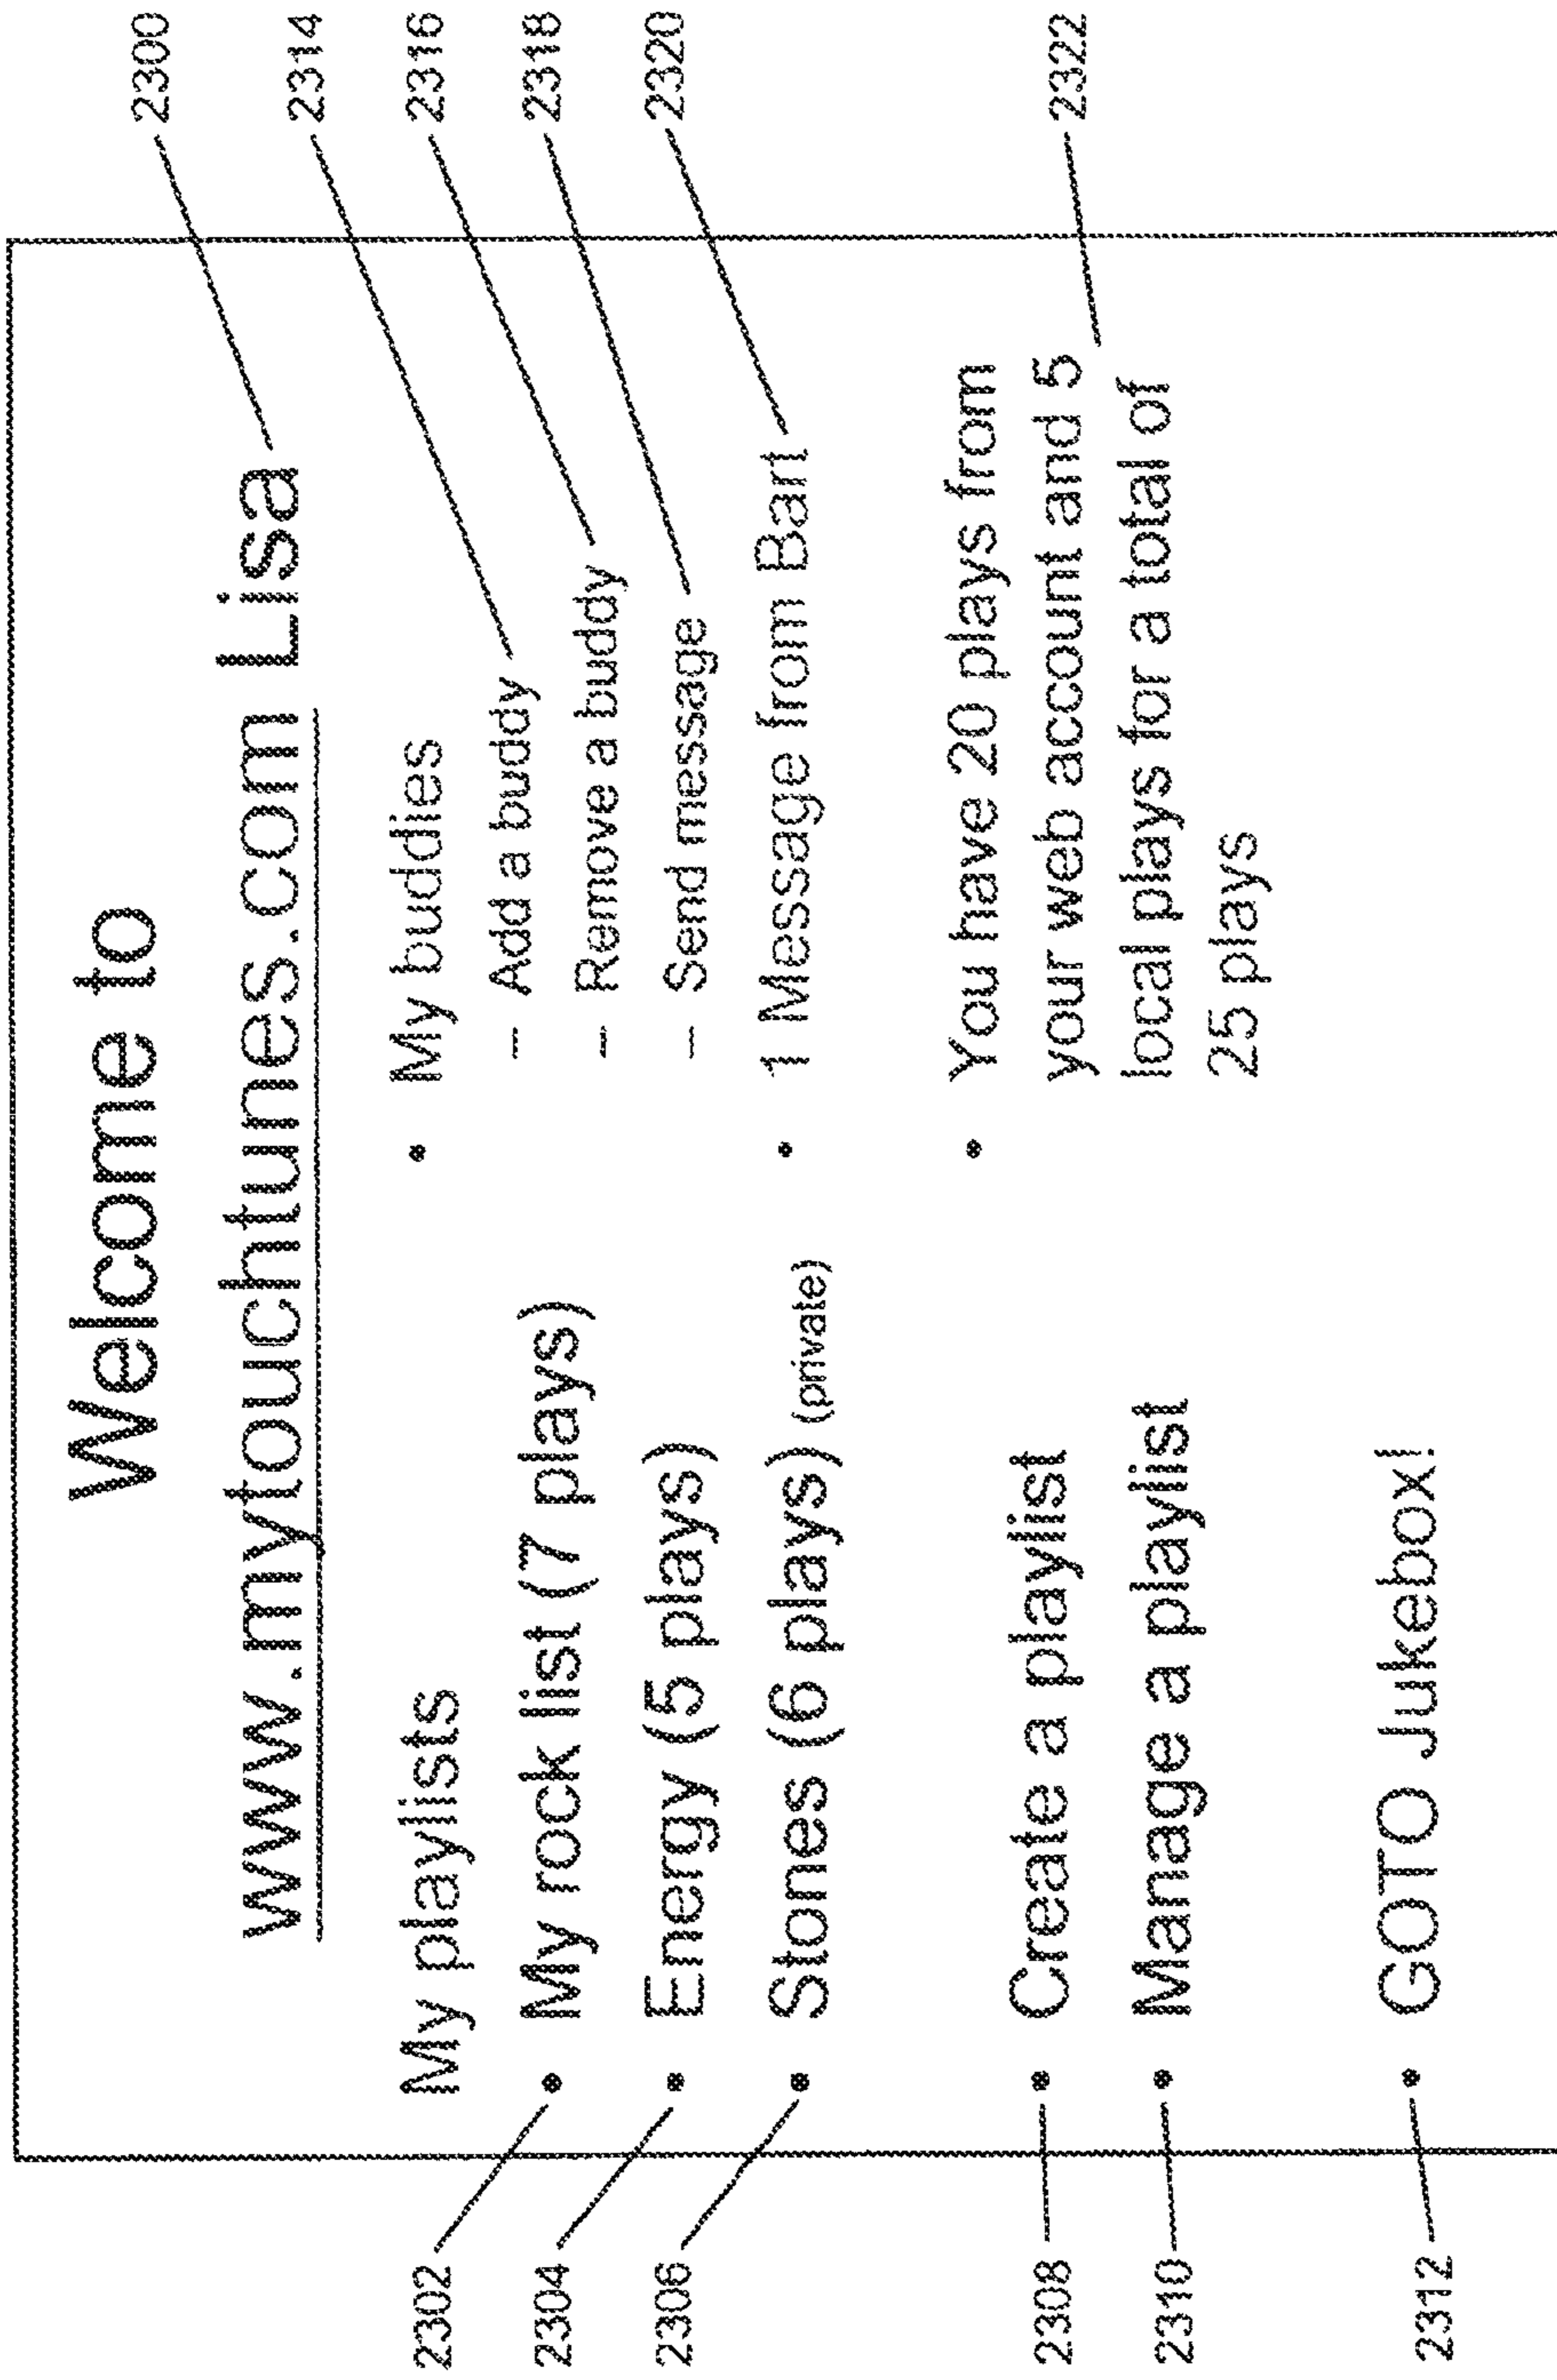 Welcome to
www.mytouchtunes.com Lisa
2300
My playlists
2302
• My rock list (7 plays)
2304
• Energy (5 plays)
2306
• Stones (6 plays) (private)
2308
• Create a playlist
2310
• Manage a playlist
2312
• GOTO Jukebox!
• My buddies
– Add a buddy
2314
– Remove a buddy
2316
– Send message
2318
• 1 Message from Bart
2320
• You have 20 plays from
your web account and 5
local plays for a total of
25 plays
2322